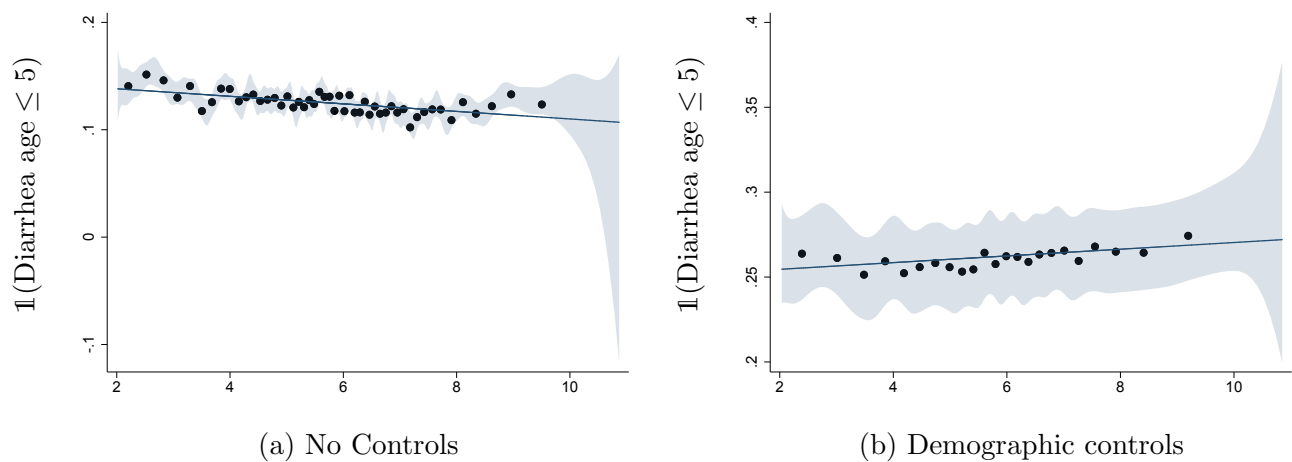 .2
.1
0
-.1
2 4 6 8 10
𝟙(Diarrhea age ≤ 5)
(a) No Controls
.4
.35
.3
.25
.2
2 4 6 8 10
𝟙(Diarrhea age ≤ 5)
(b) Demographic controls